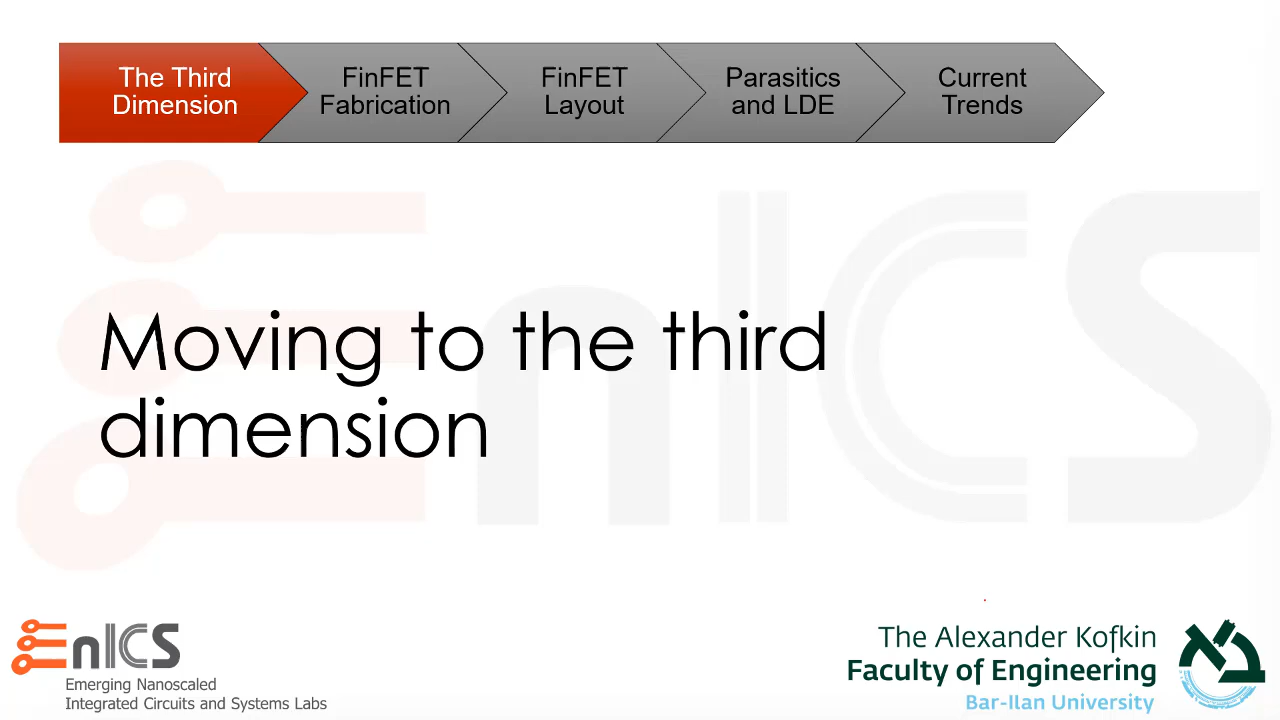 The Third
Dimension
FinFET
Fabrication
FinFET
Layout
Parasitics
and LDE
Current
Trends
Moving to the third
dimension
EnICS
Emerging Nanoscaled
Integrated Circuits and Systems Labs
The Alexander Kofkin
Faculty of Engineering
Bar-Ilan University